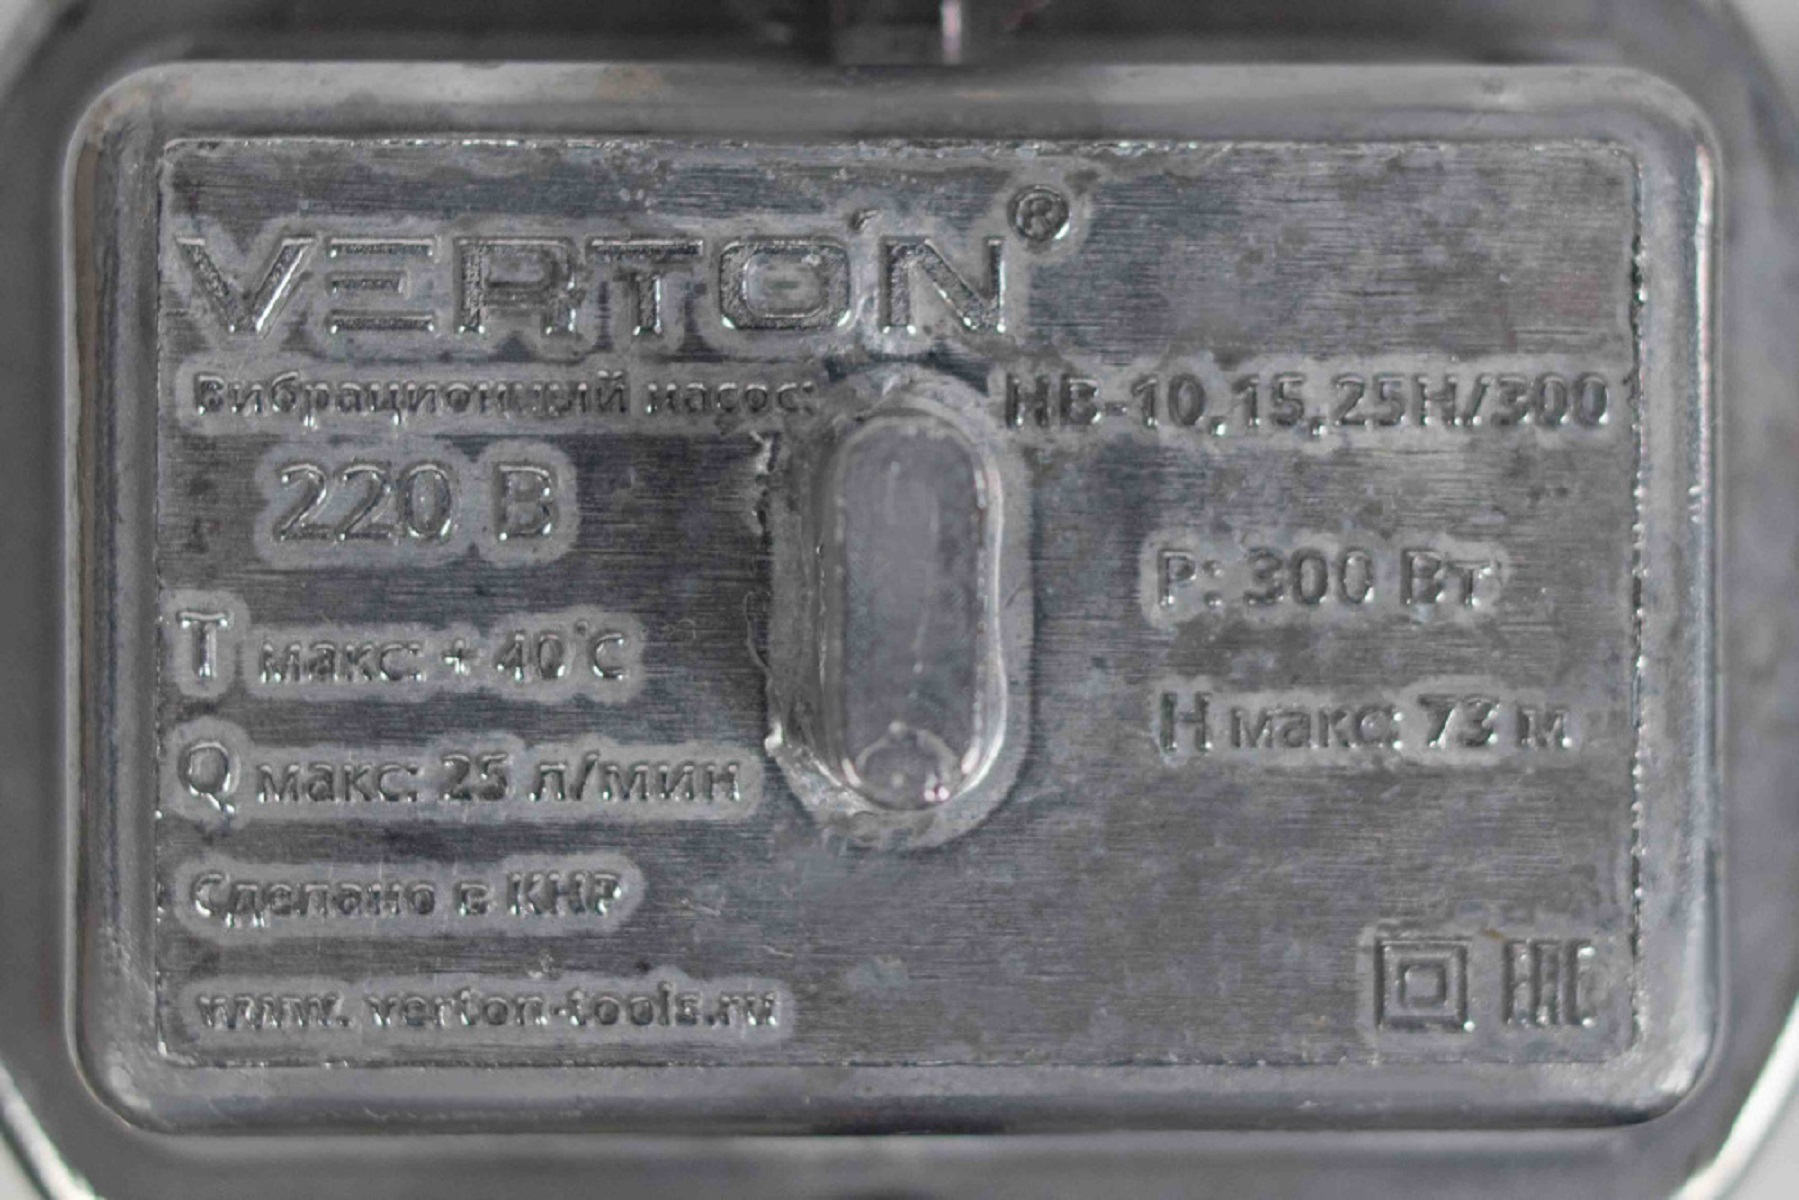 VERTON®
Вибрационный насос: НВ-10,15,25Н/300
220 В
P: 300 Вт
T макс: + 40°C
H макс: 73 м
Q макс: 25 л/мин
Сделано в КНР
www. verton-tools.ru
EAC